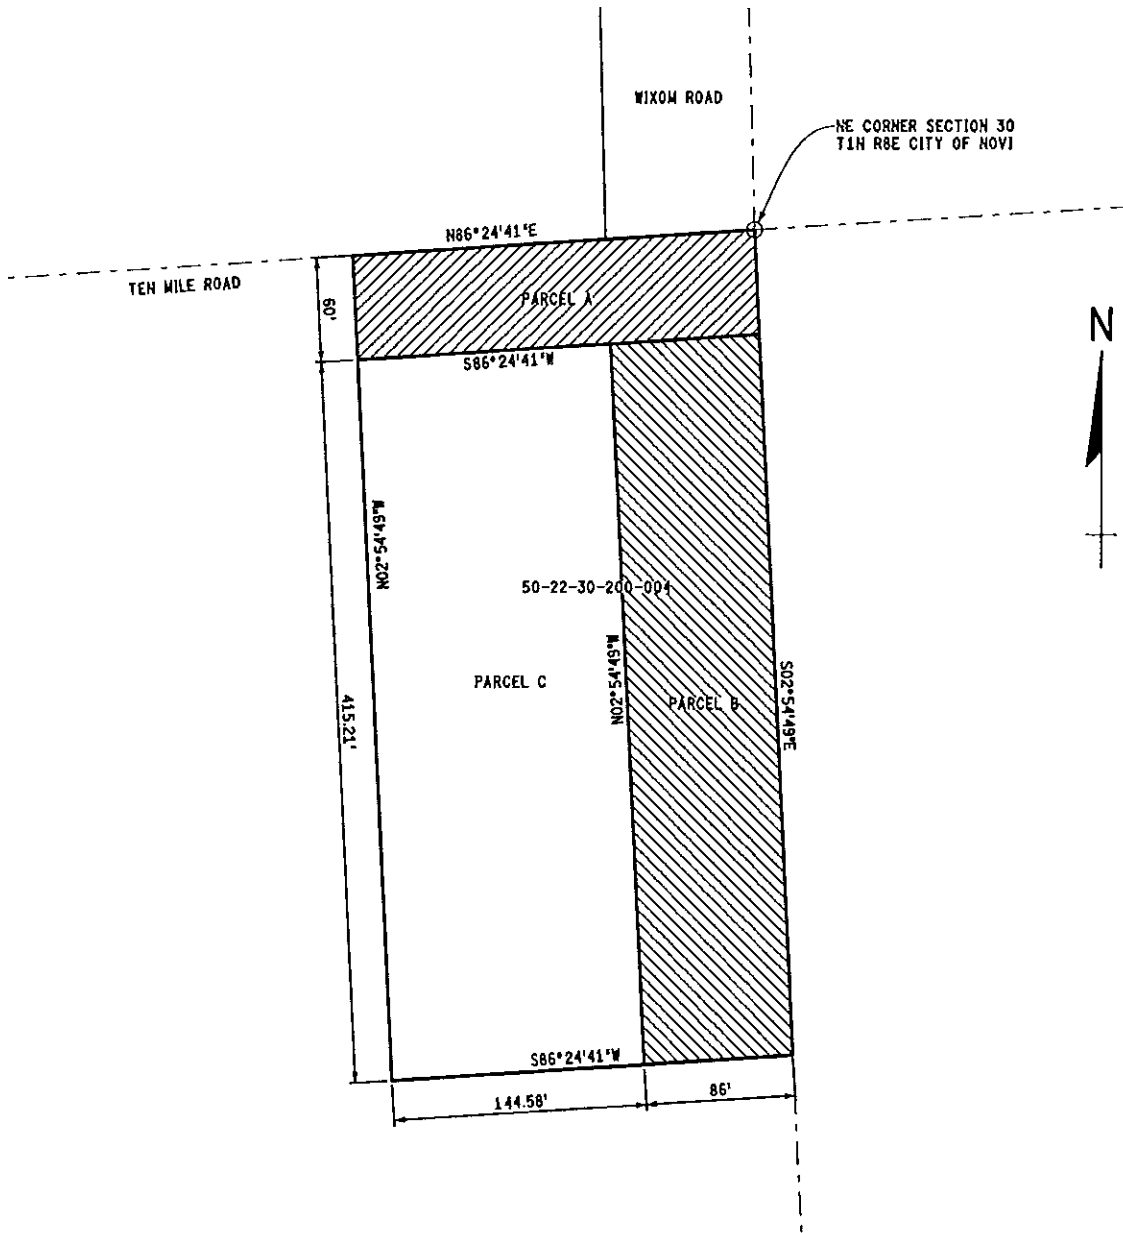 WIXOM ROAD
NE CORNER SECTION 30
T1N R8E CITY OF NOVI
N86°24'41"E
TEN MILE ROAD
60'
PARCEL A
N
S86°24'41"W
N02°54'49"W
50-22-30-200-004
N02°54'49"W
S02°54'49"E
PARCEL C
PARCEL B
415.21'
S86°24'41"W
144.58'
86'